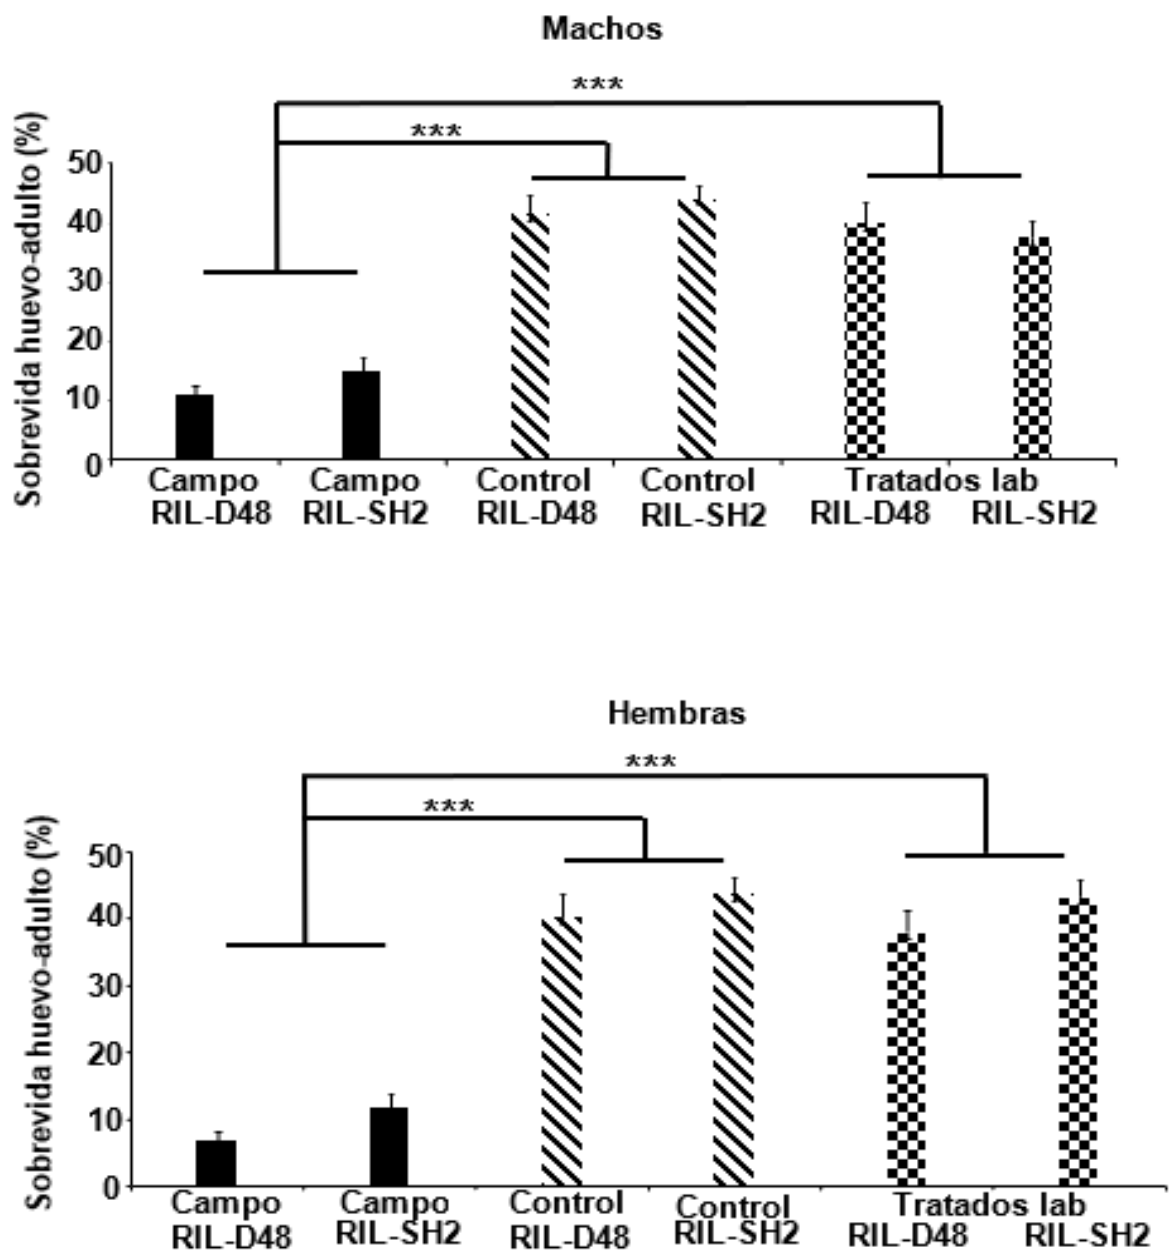 Machos
***
***
Sobrevida huevo-adulto (%)
50
40
30
20
10
0
Campo Campo Control Control Tratados lab
RIL-D48 RIL-SH2 RIL-D48 RIL-SH2 RIL-D48 RIL-SH2
Hembras
***
***
Sobrevida huevo-adulto (%)
50
40
30
20
10
0
Campo Campo Control Control Tratados lab
RIL-D48 RIL-SH2 RIL-D48 RIL-SH2 RIL-D48 RIL-SH2